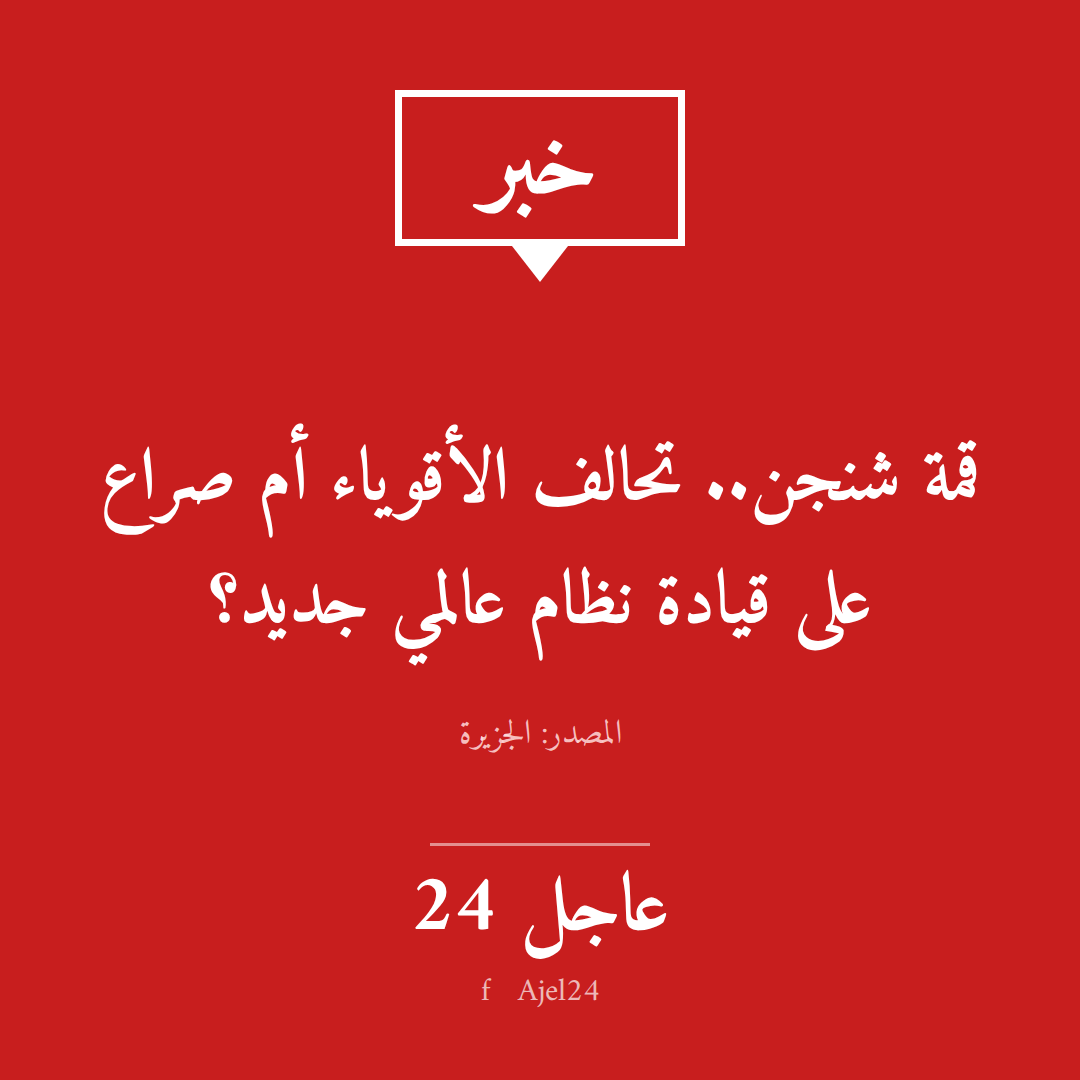 خبر
قمة شنجن.. تحالف الأقوياء أم صراع
على قيادة نظام عالمي جديد؟
المصدر: الجزيرة
عاجل 24
f Ajel24